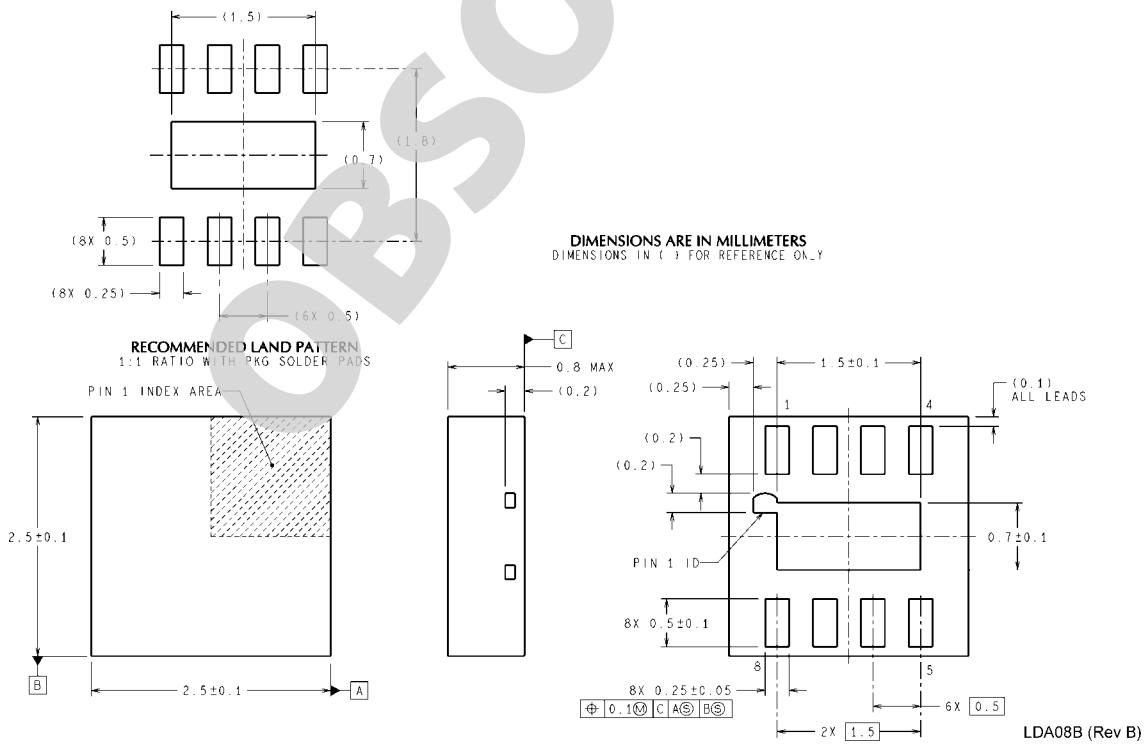 (1.5)
(1.8)
(0.7)
(8X 0.5)
(8X 0.25)
(6X 0.5)
OBSO
DIMENSIONS ARE IN MILLIMETERS
DIMENSIONS IN ( ) FOR REFERENCE ONLY
RECOMMENDED LAND PATTERN
1:1 RATIO WITH PKG SOLDER PADS
PIN 1 INDEX AREA
2.5±0.1
B
2.5±0.1
A
C
0.8 MAX
(0.2)
(0.25)
1.5±0.1
(0.25)
(0.1)
ALL LEADS
1
4
(0.2)
(0.2)
PIN 1 ID
0.7±0.1
8X 0.5±0.1
8
5
8X 0.25±0.05
⌖ 0.1Ⓜ C AⓈ BⓈ
6X 0.5
2X 1.5
LDA08B (Rev B)